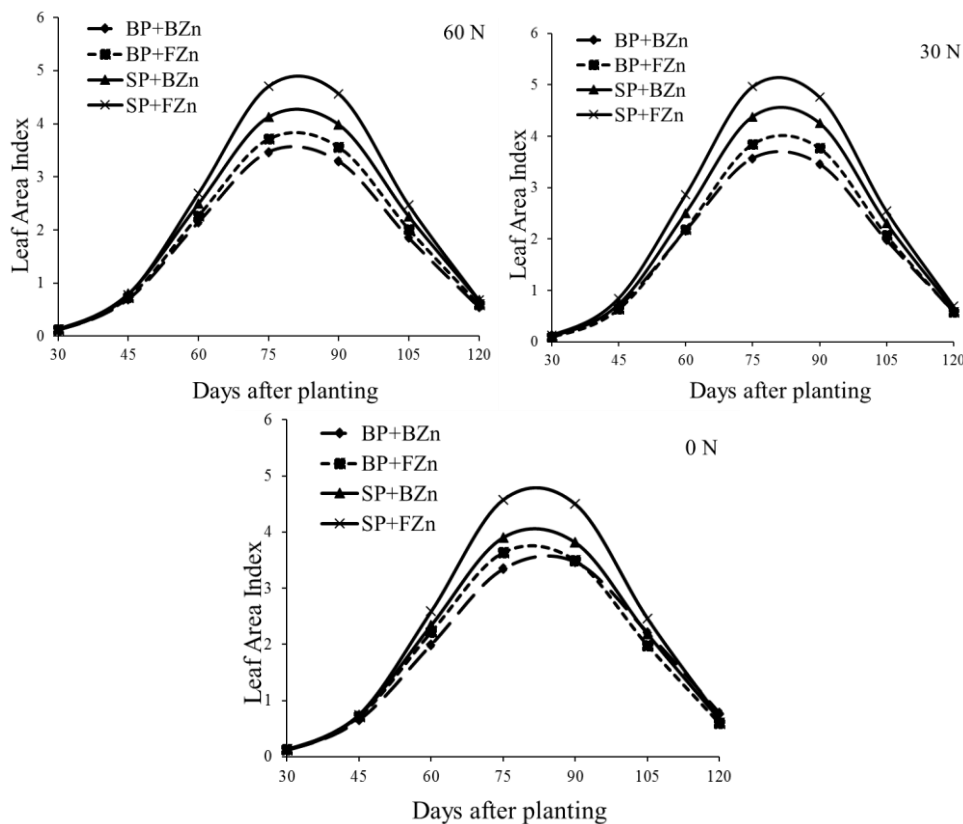 60 N
BP+BZn
BP+FZn
SP+BZn
SP+FZn
Leaf Area Index
6
5
4
3
2
1
0
30 45 60 75 90 105 120
Days after planting
30 N
BP+BZn
BP+FZn
SP+BZn
SP+FZn
Leaf Area Index
6
5
4
3
2
1
0
30 45 60 75 90 105 120
Days after planting
0 N
BP+BZn
BP+FZn
SP+BZn
SP+FZn
Leaf Area Index
6
5
4
3
2
1
0
30 45 60 75 90 105 120
Days after planting